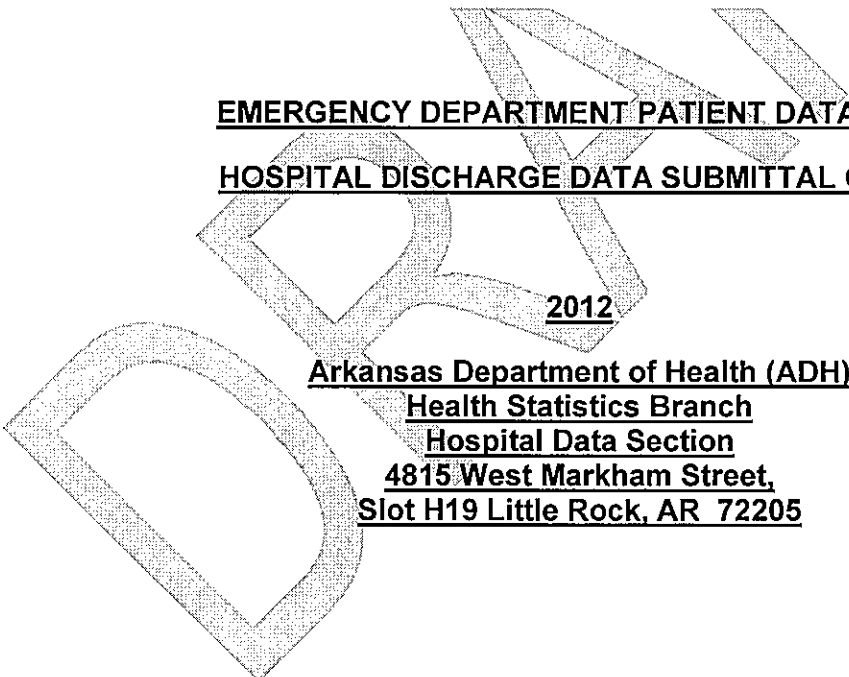 EMERGENCY DEPARTMENT PATIENT DATA
HOSPITAL DISCHARGE DATA SUBMITTAL
2012
Arkansas Department of Health (ADH)
Health Statistics Branch
Hospital Data Section
4815 West Markham Street,
Slot H19 Little Rock, AR 72205